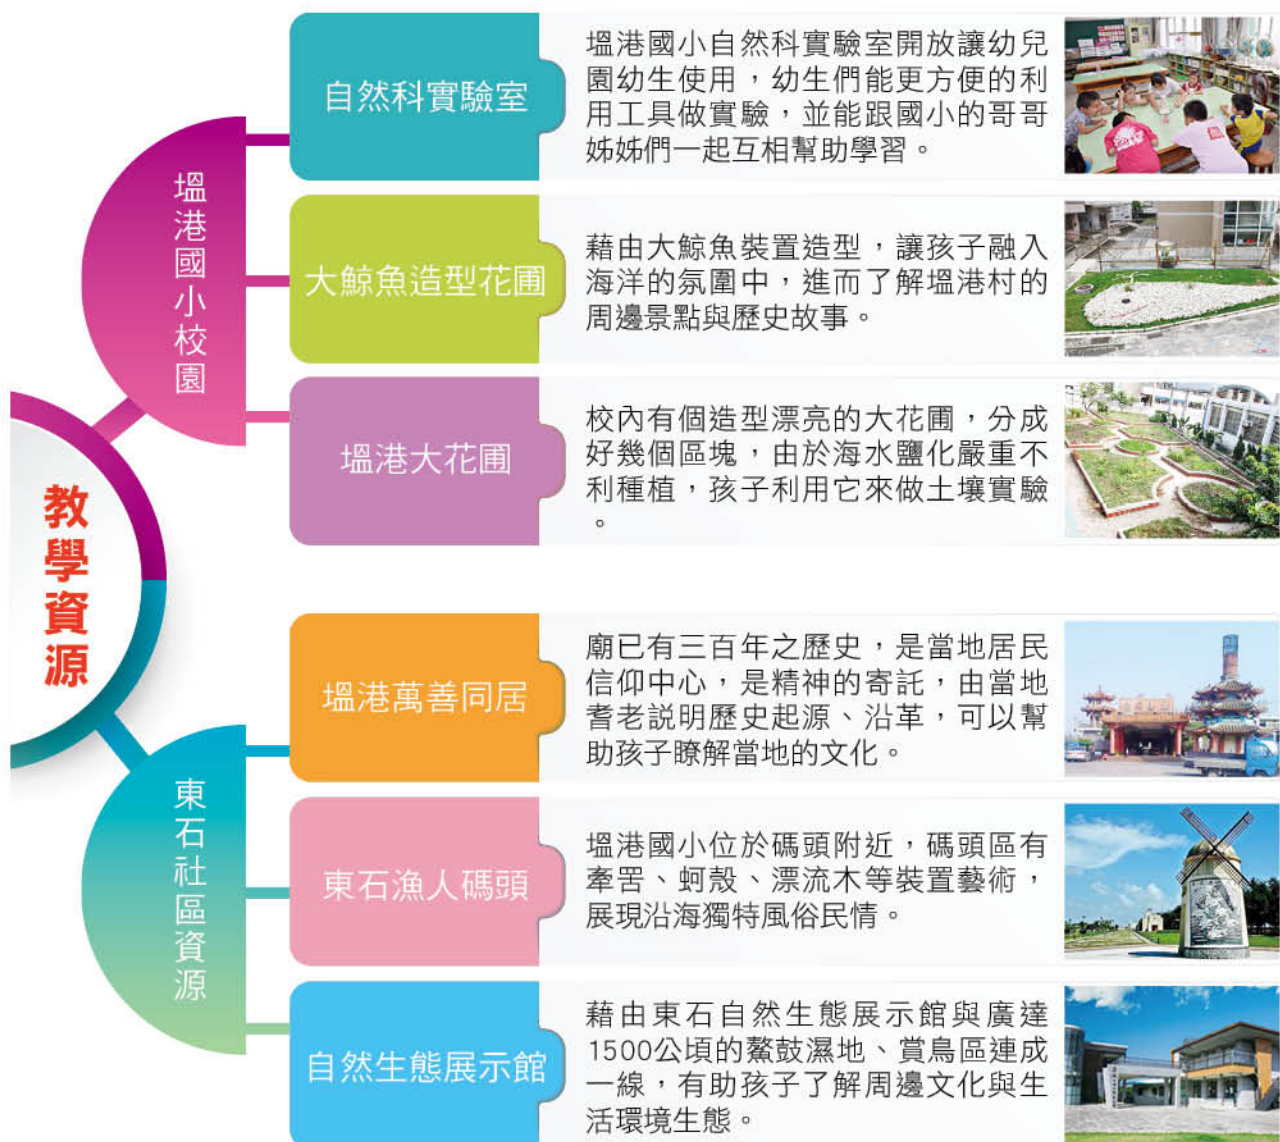 教學資源
塭港國小校園
自然科實驗室
塭港國小自然科實驗室開放讓幼兒
園幼生使用，幼生們能更方便的利
用工具做實驗，並能跟國小的哥哥
姊姊們一起互相幫助學習。
大鯨魚造型花圃
藉由大鯨魚裝置造型，讓孩子融入
海洋的氛圍中，進而了解塭港村的
周邊景點與歷史故事。
塭港大花圃
校內有個造型漂亮的大花圃，分成
好幾個區塊，由於海水鹽化嚴重不
利種植，孩子利用它來做土壤實驗
。
東石社區資源
塭港萬善同居
廟已有三百年之歷史，是當地居民
信仰中心，是精神的寄託，由當地
耆老説明歷史起源、沿革，可以幫
助孩子瞭解當地的文化。
東石漁人碼頭
塭港國小位於碼頭附近，碼頭區有
牽罟、蚵殼、漂流木等裝置藝術，
展現沿海獨特風俗民情。
自然生態展示館
藉由東石自然生態展示館與廣達
1500公頃的鰲鼓濕地、賞鳥區連成
一線，有助孩子了解周邊文化與生
活環境生態。